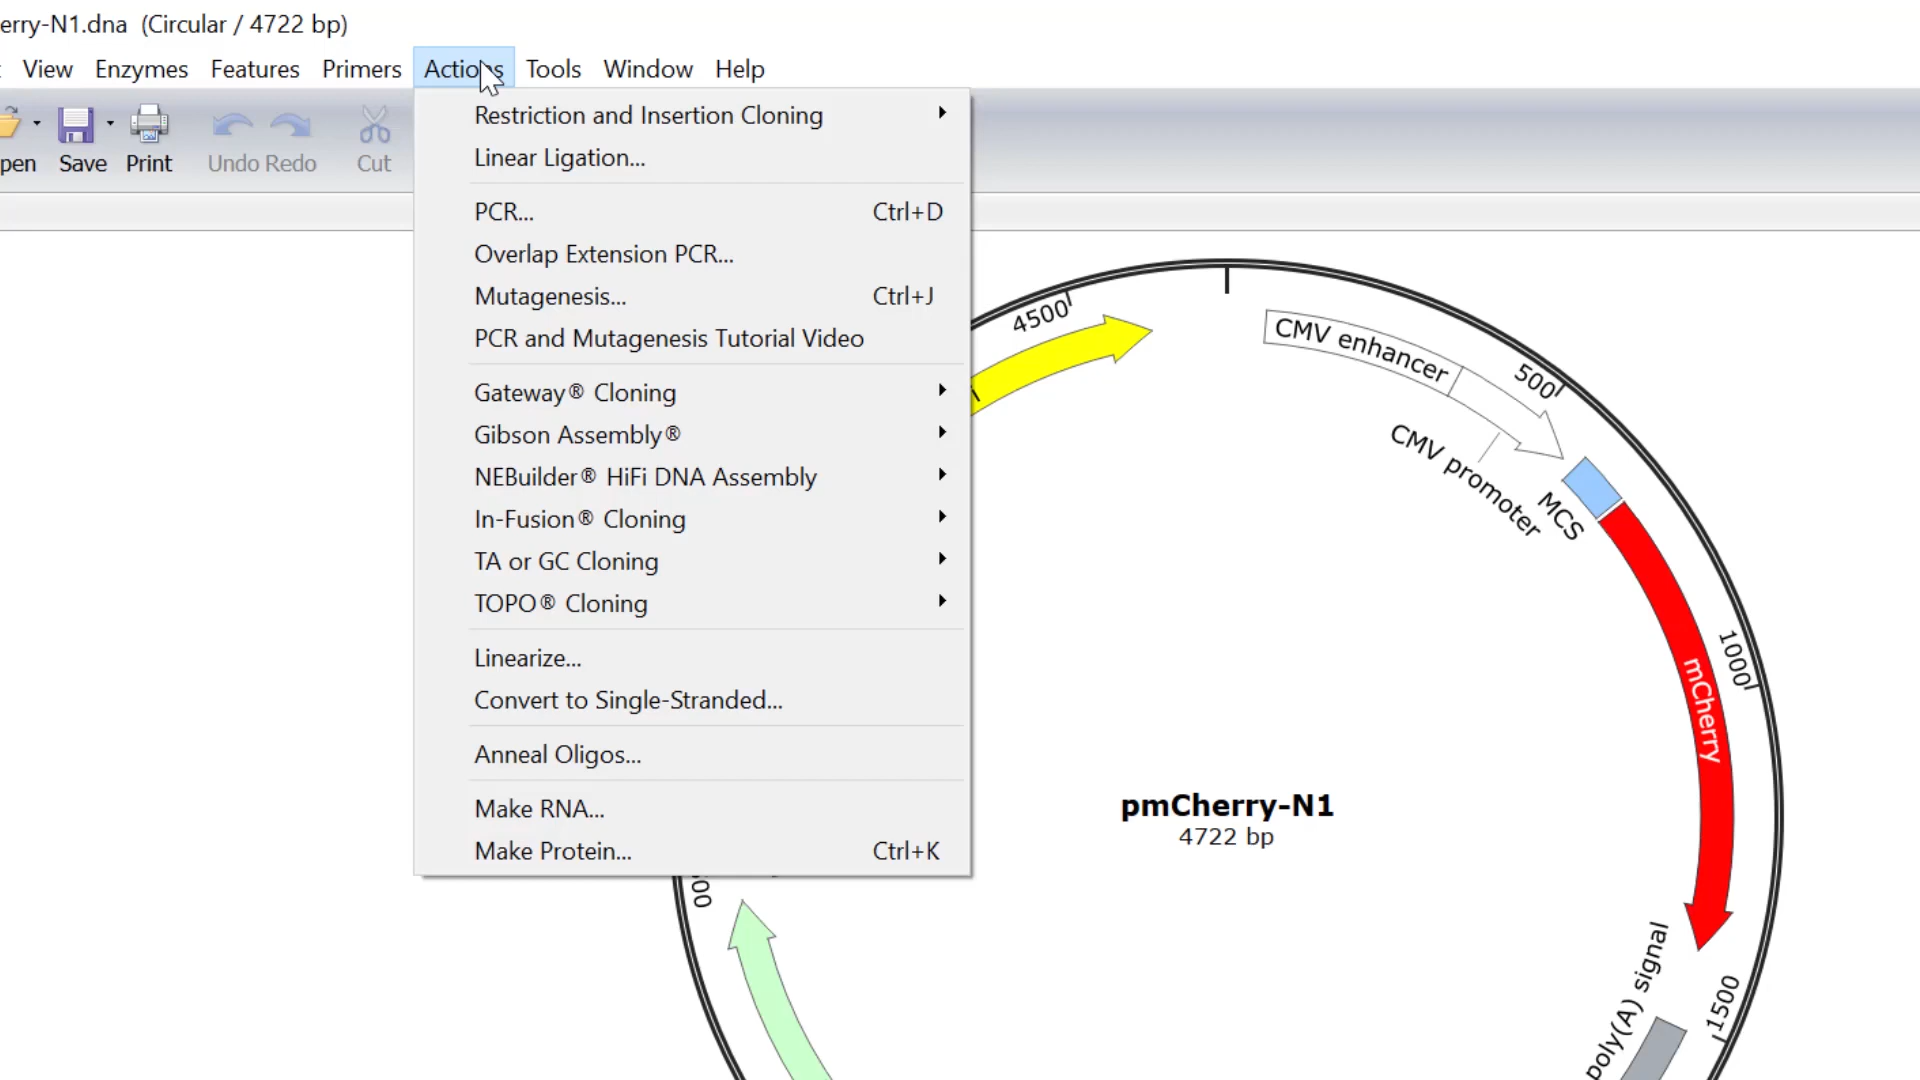 erry-N1.dna (Circular / 4722 bp)
View Enzymes Features Primers Actions Tools Window Help
pen Save Print Undo Redo Cut
Restriction and Insertion Cloning
Linear Ligation...
PCR... Ctrl+D
Overlap Extension PCR...
Mutagenesis... Ctrl+J
PCR and Mutagenesis Tutorial Video
Gateway® Cloning
Gibson Assembly®
NEBuilder® HiFi DNA Assembly
In-Fusion® Cloning
TA or GC Cloning
TOPO® Cloning
Linearize...
Convert to Single-Stranded...
Anneal Oligos...
Make RNA...
Make Protein... Ctrl+K
4500
CMV enhancer
500
CMV promoter
MCS
1000
mCherry
pmCherry-N1
4722 bp
00
poly(A) signal
1500